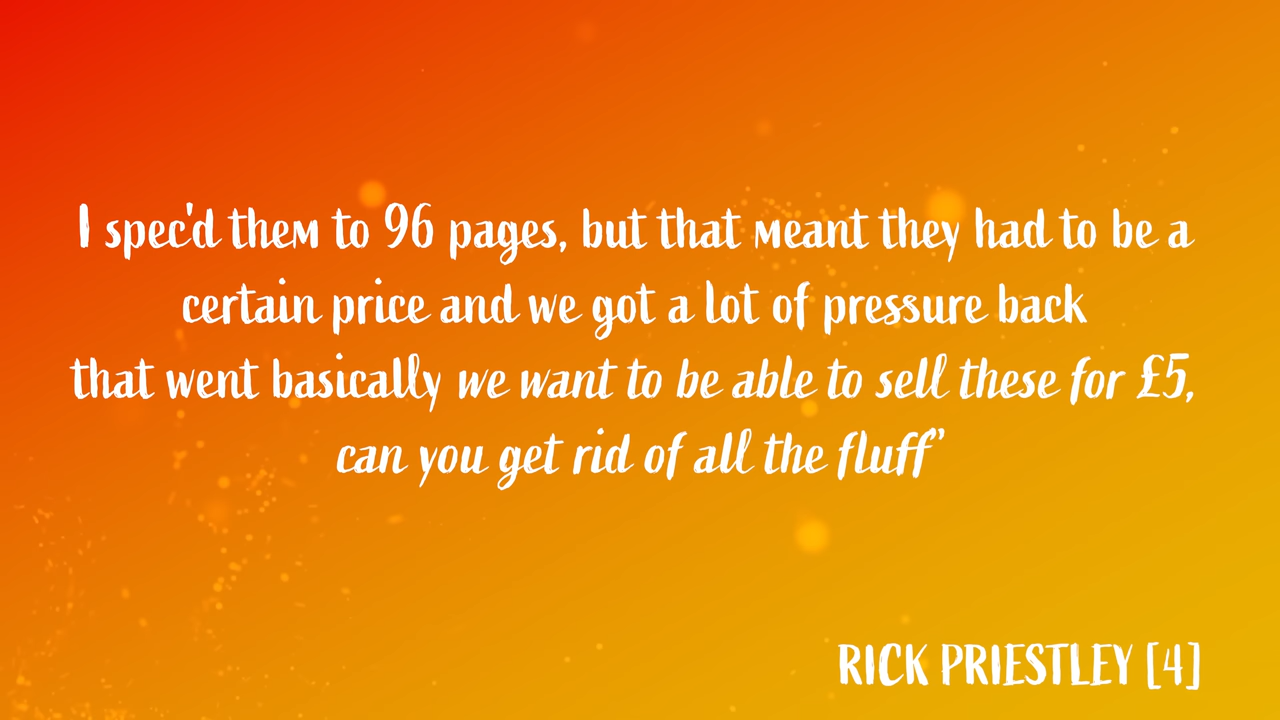 I spec'd them to 96 pages, but that meant they had to be a
certain price and we got a lot of pressure back
that went basically we want to be able to sell these for £5,
can you get rid of all the fluff”
RICK PRIESTLEY [4]